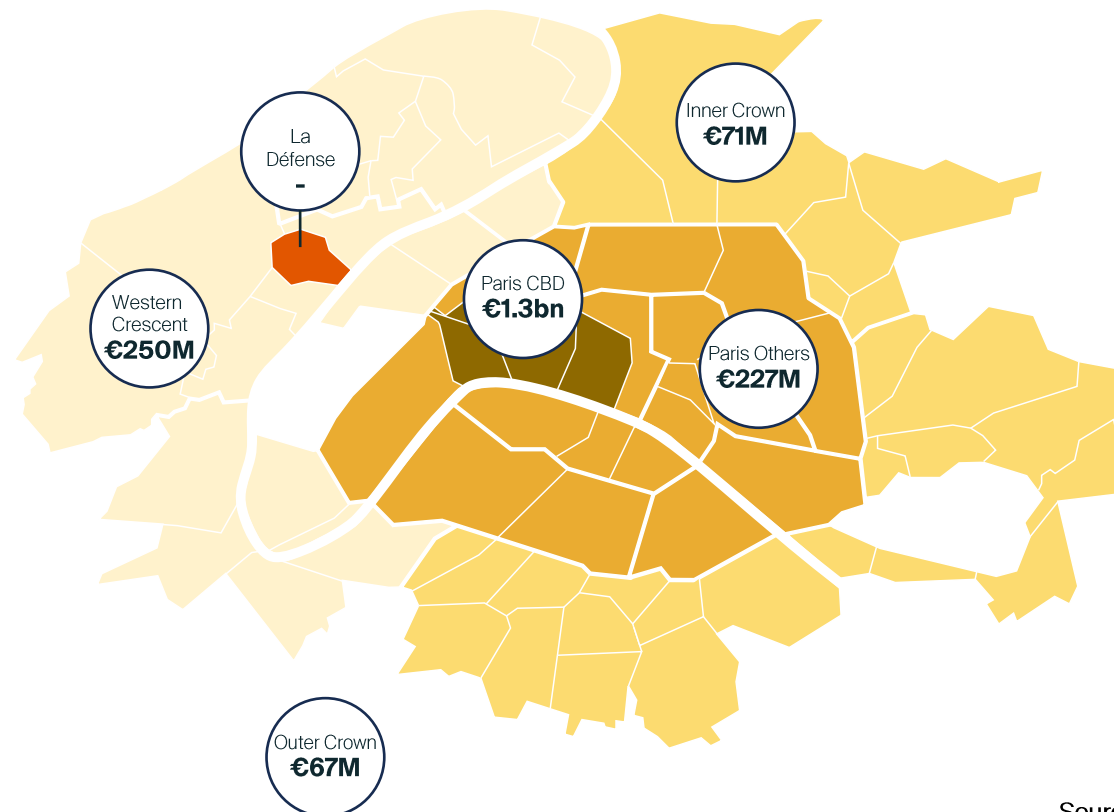 Inner Crown
€71M
La
Défense
-
Paris CBD
€1.3bn
Western
Crescent
€250M
Paris Others
€227M
Outer Crown
€67M